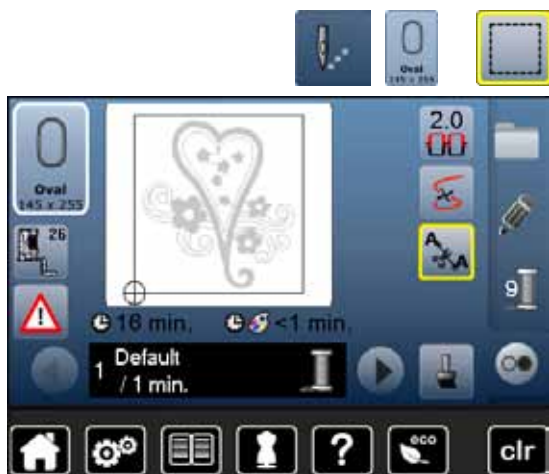 Oval
145 x 255
2.0
Oval
145 x 255
26
A
A
9
16 min.
<1 min.
1 Default
/ 1 min.
?
eco
clr